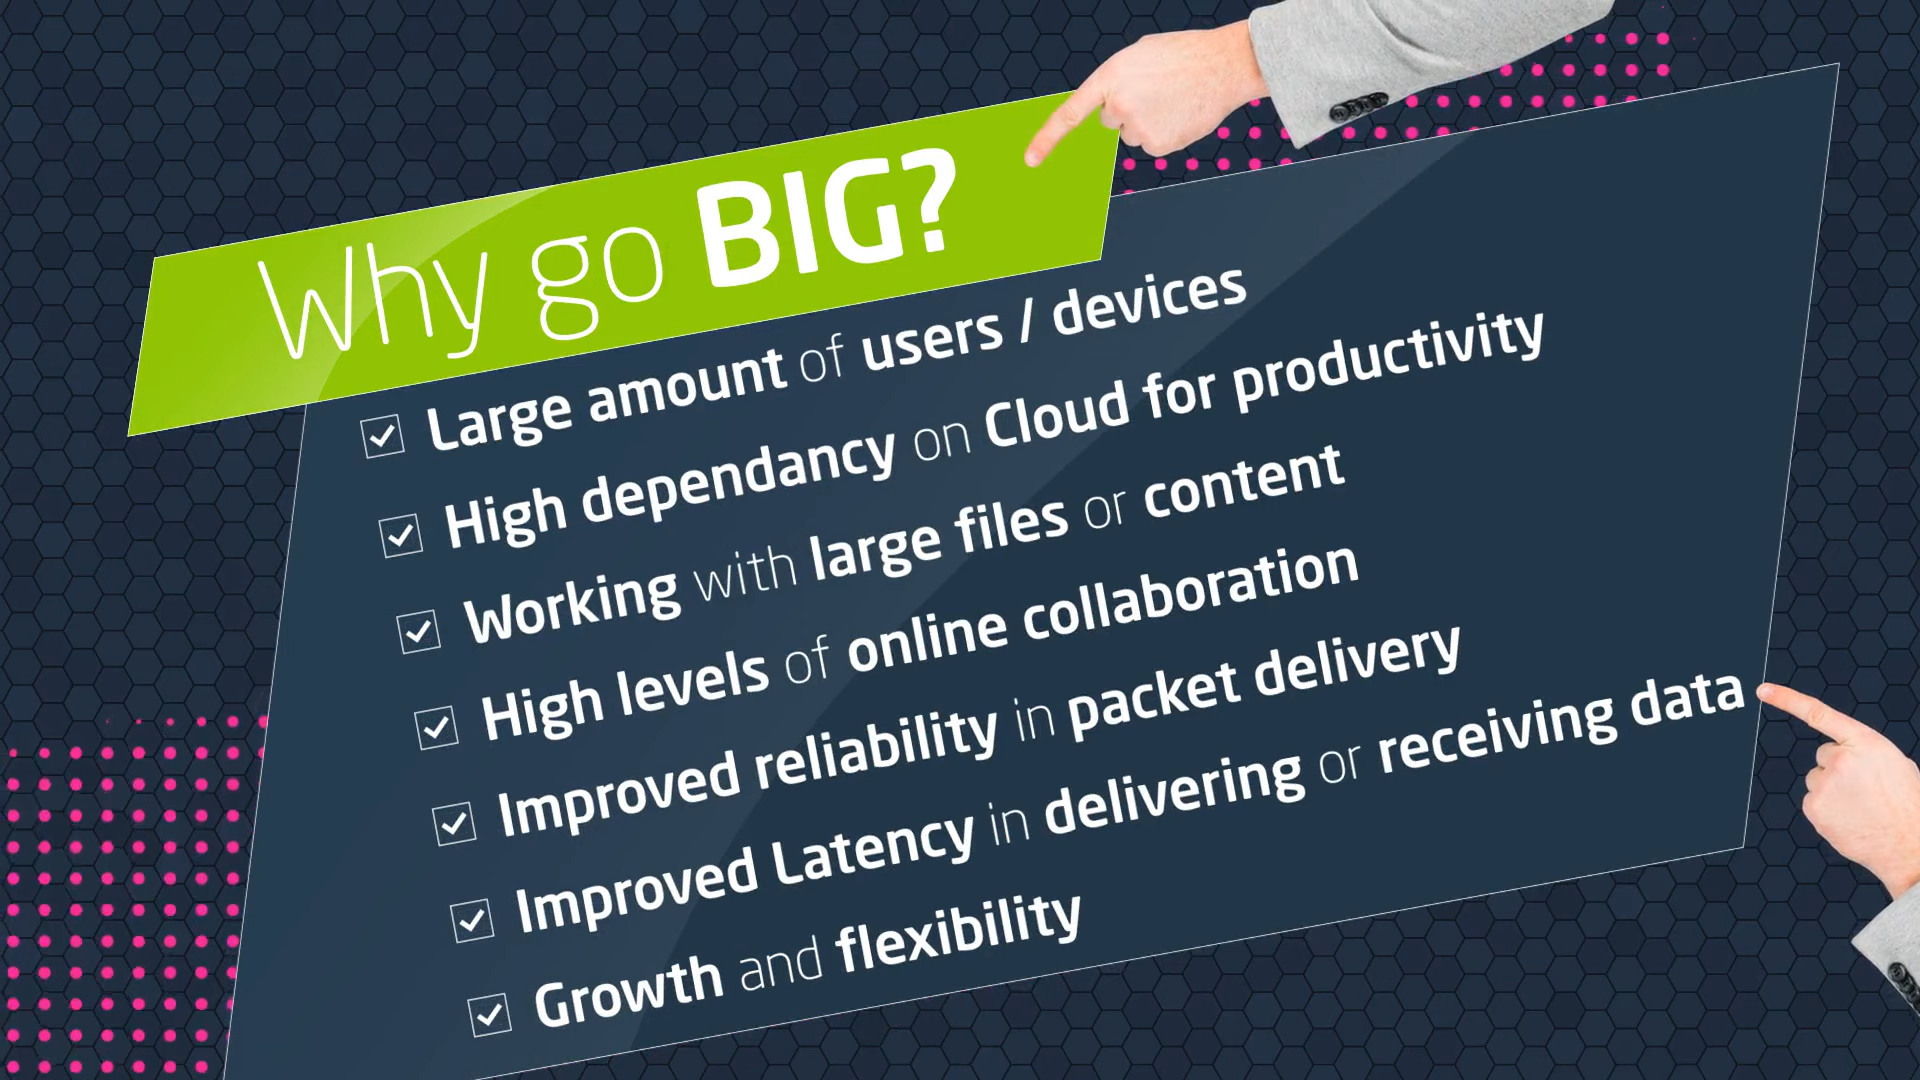 Why go BIG?
Large amount of users / devices
High dependancy on Cloud for productivity
Working with large files or content
High levels of online collaboration
Improved reliability in packet delivery
Improved Latency in delivering or receiving data
Growth and flexibility